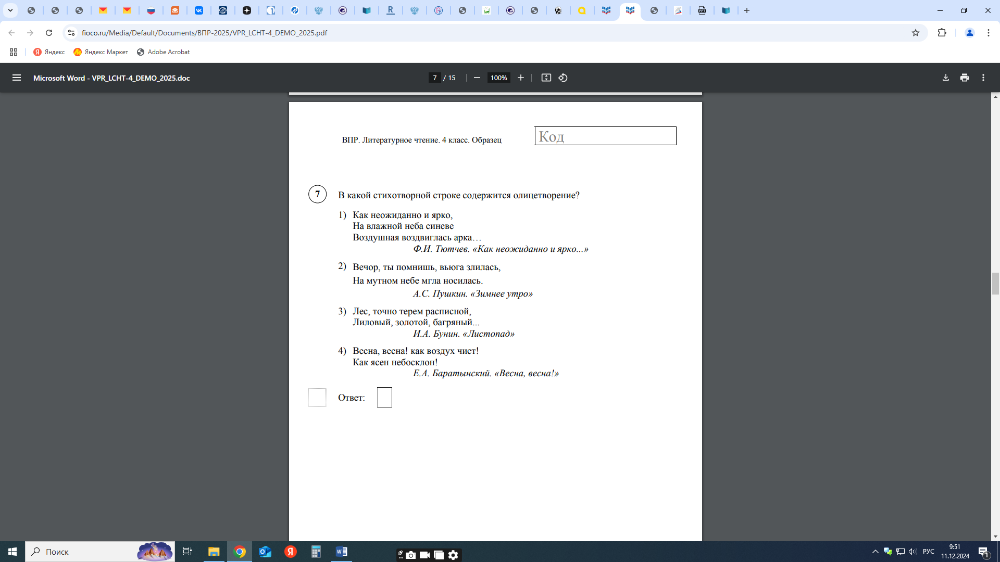 fioco.ru/Media/Default/Documents/ВПР-2025/VPR_LCHT-4_DEMO_2025.pdf
Яндекс
Яндекс Маркет
Adobe Acrobat
Microsoft Word - VPR_LCHT-4_DEMO_2025.doc
7 / 15
100%
ВПР. Литературное чтение. 4 класс. Образец
Код
7 В какой стихотворной строке содержится олицетворение?
1) Как неожиданно и ярко,
На влажной неба синеве
Воздушная воздвиглась арка…
Ф.И. Тютчев. «Как неожиданно и ярко...»
2) Вечор, ты помнишь, вьюга злилась,
На мутном небе мгла носилась.
А.С. Пушкин. «Зимнее утро»
3) Лес, точно терем расписной,
Лиловый, золотой, багряный...
И.А. Бунин. «Листопад»
4) Весна, весна! как воздух чист!
Как ясен небосклон!
Е.А. Баратынский. «Весна, весна!»
Ответ:
Поиск
РУС
9:51
11.12.2024
1